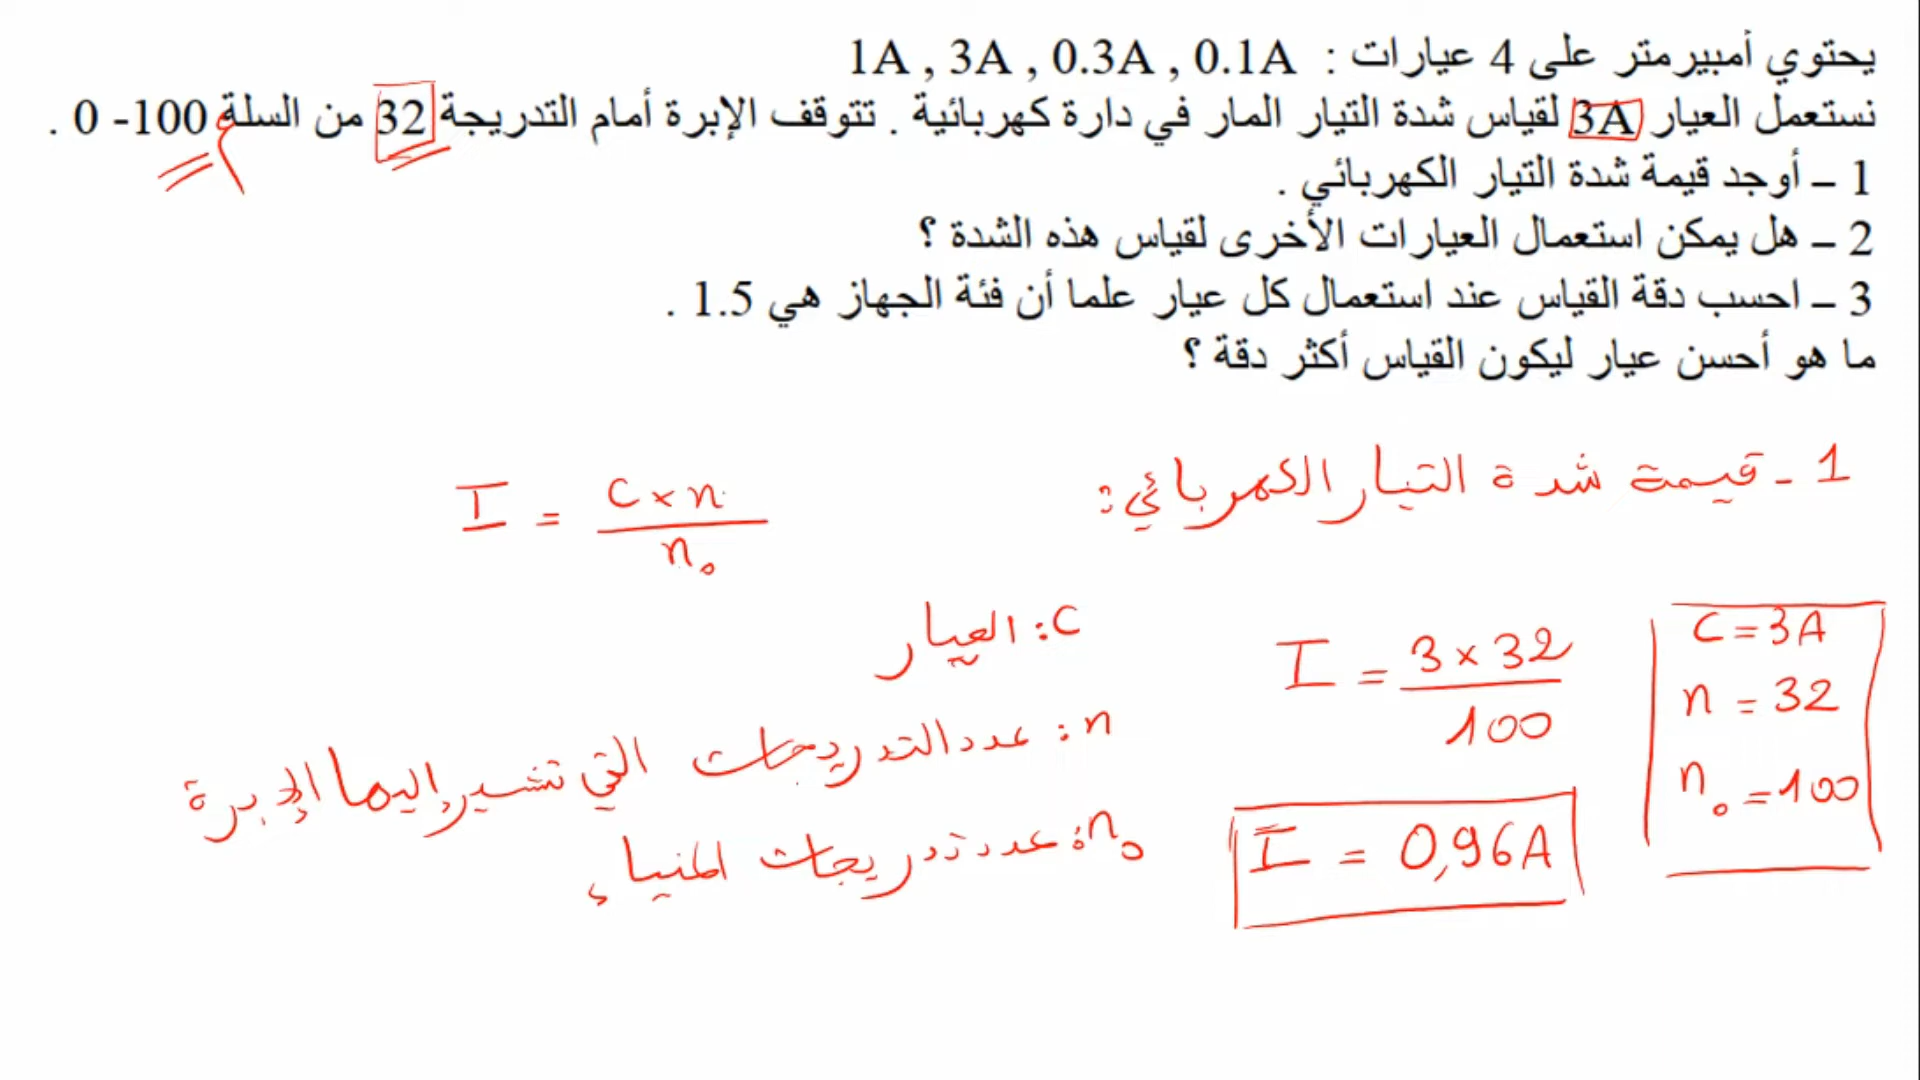 يحتوي أمبيرمتر على 4 عيارات : 1A , 3A , 0.3A , 0.1A
نستعمل العيار 3A لقياس شدة التيار المار في دارة كهربائية . تتوقف الإبرة أمام التدريجة 32 من السلة 100- 0 .
1 – أوجد قيمة شدة التيار الكهربائي .
2 – هل يمكن استعمال العيارات الأخرى لقياس هذه الشدة ؟
3 – احسب دقة القياس عند استعمال كل عيار علما أن فئة الجهاز هي 1.5 .
ما هو أحسن عيار ليكون القياس أكثر دقة ؟
1 - قيمة شدة التيار الكهربائي :
I = C × n / n₀
C : العيار
n : عدد التدريجات التي تشير إليها الإبرة
n₀ : عدد تدريجات الميناء
C = 3A
n = 32
n₀ = 100
I = 3 × 32 / 100
I = 0,96A